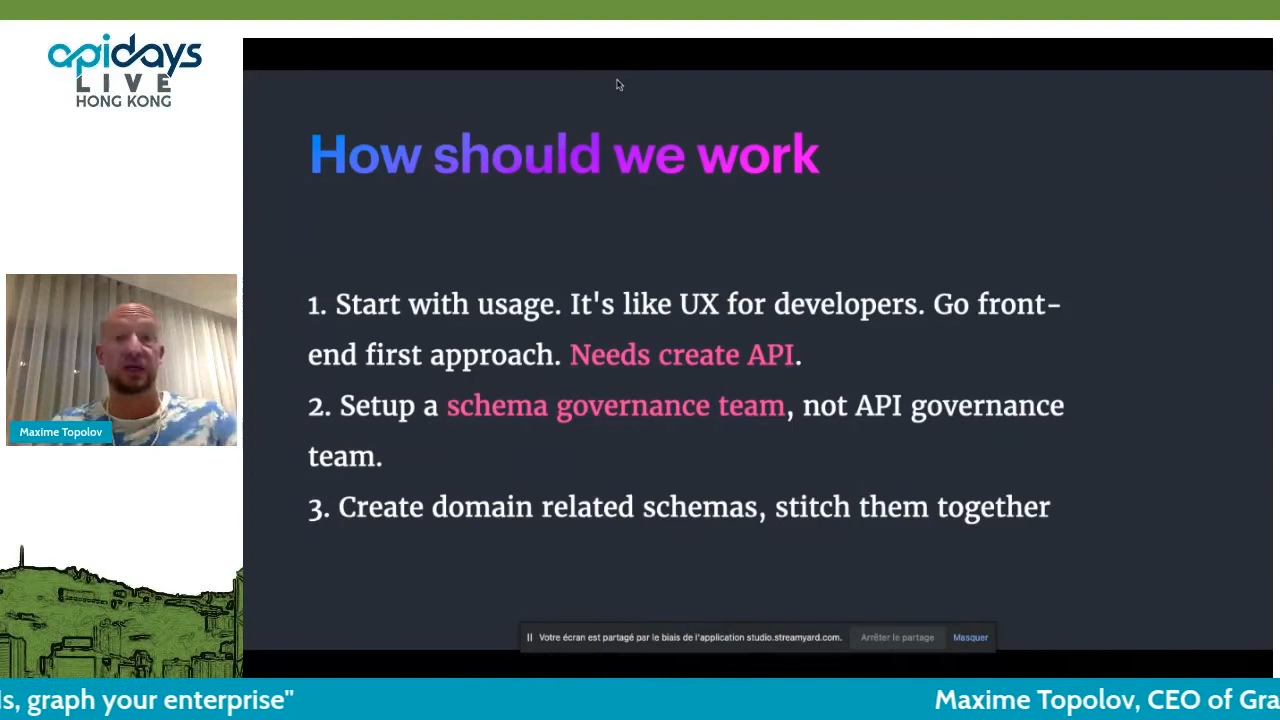 apidays
LIVE
HONG KONG
How should we work
1. Start with usage. It's like UX for developers. Go front-
end first approach. Needs create API.
2. Setup a schema governance team, not API governance
team.
3. Create domain related schemas, stitch them together
Maxime Topolov
Votre écran est partagé par le biais de l'application studio.streamyard.com.
Arrêter le partage
Masquer
Is, graph your enterprise"
Maxime Topolov, CEO of Gra